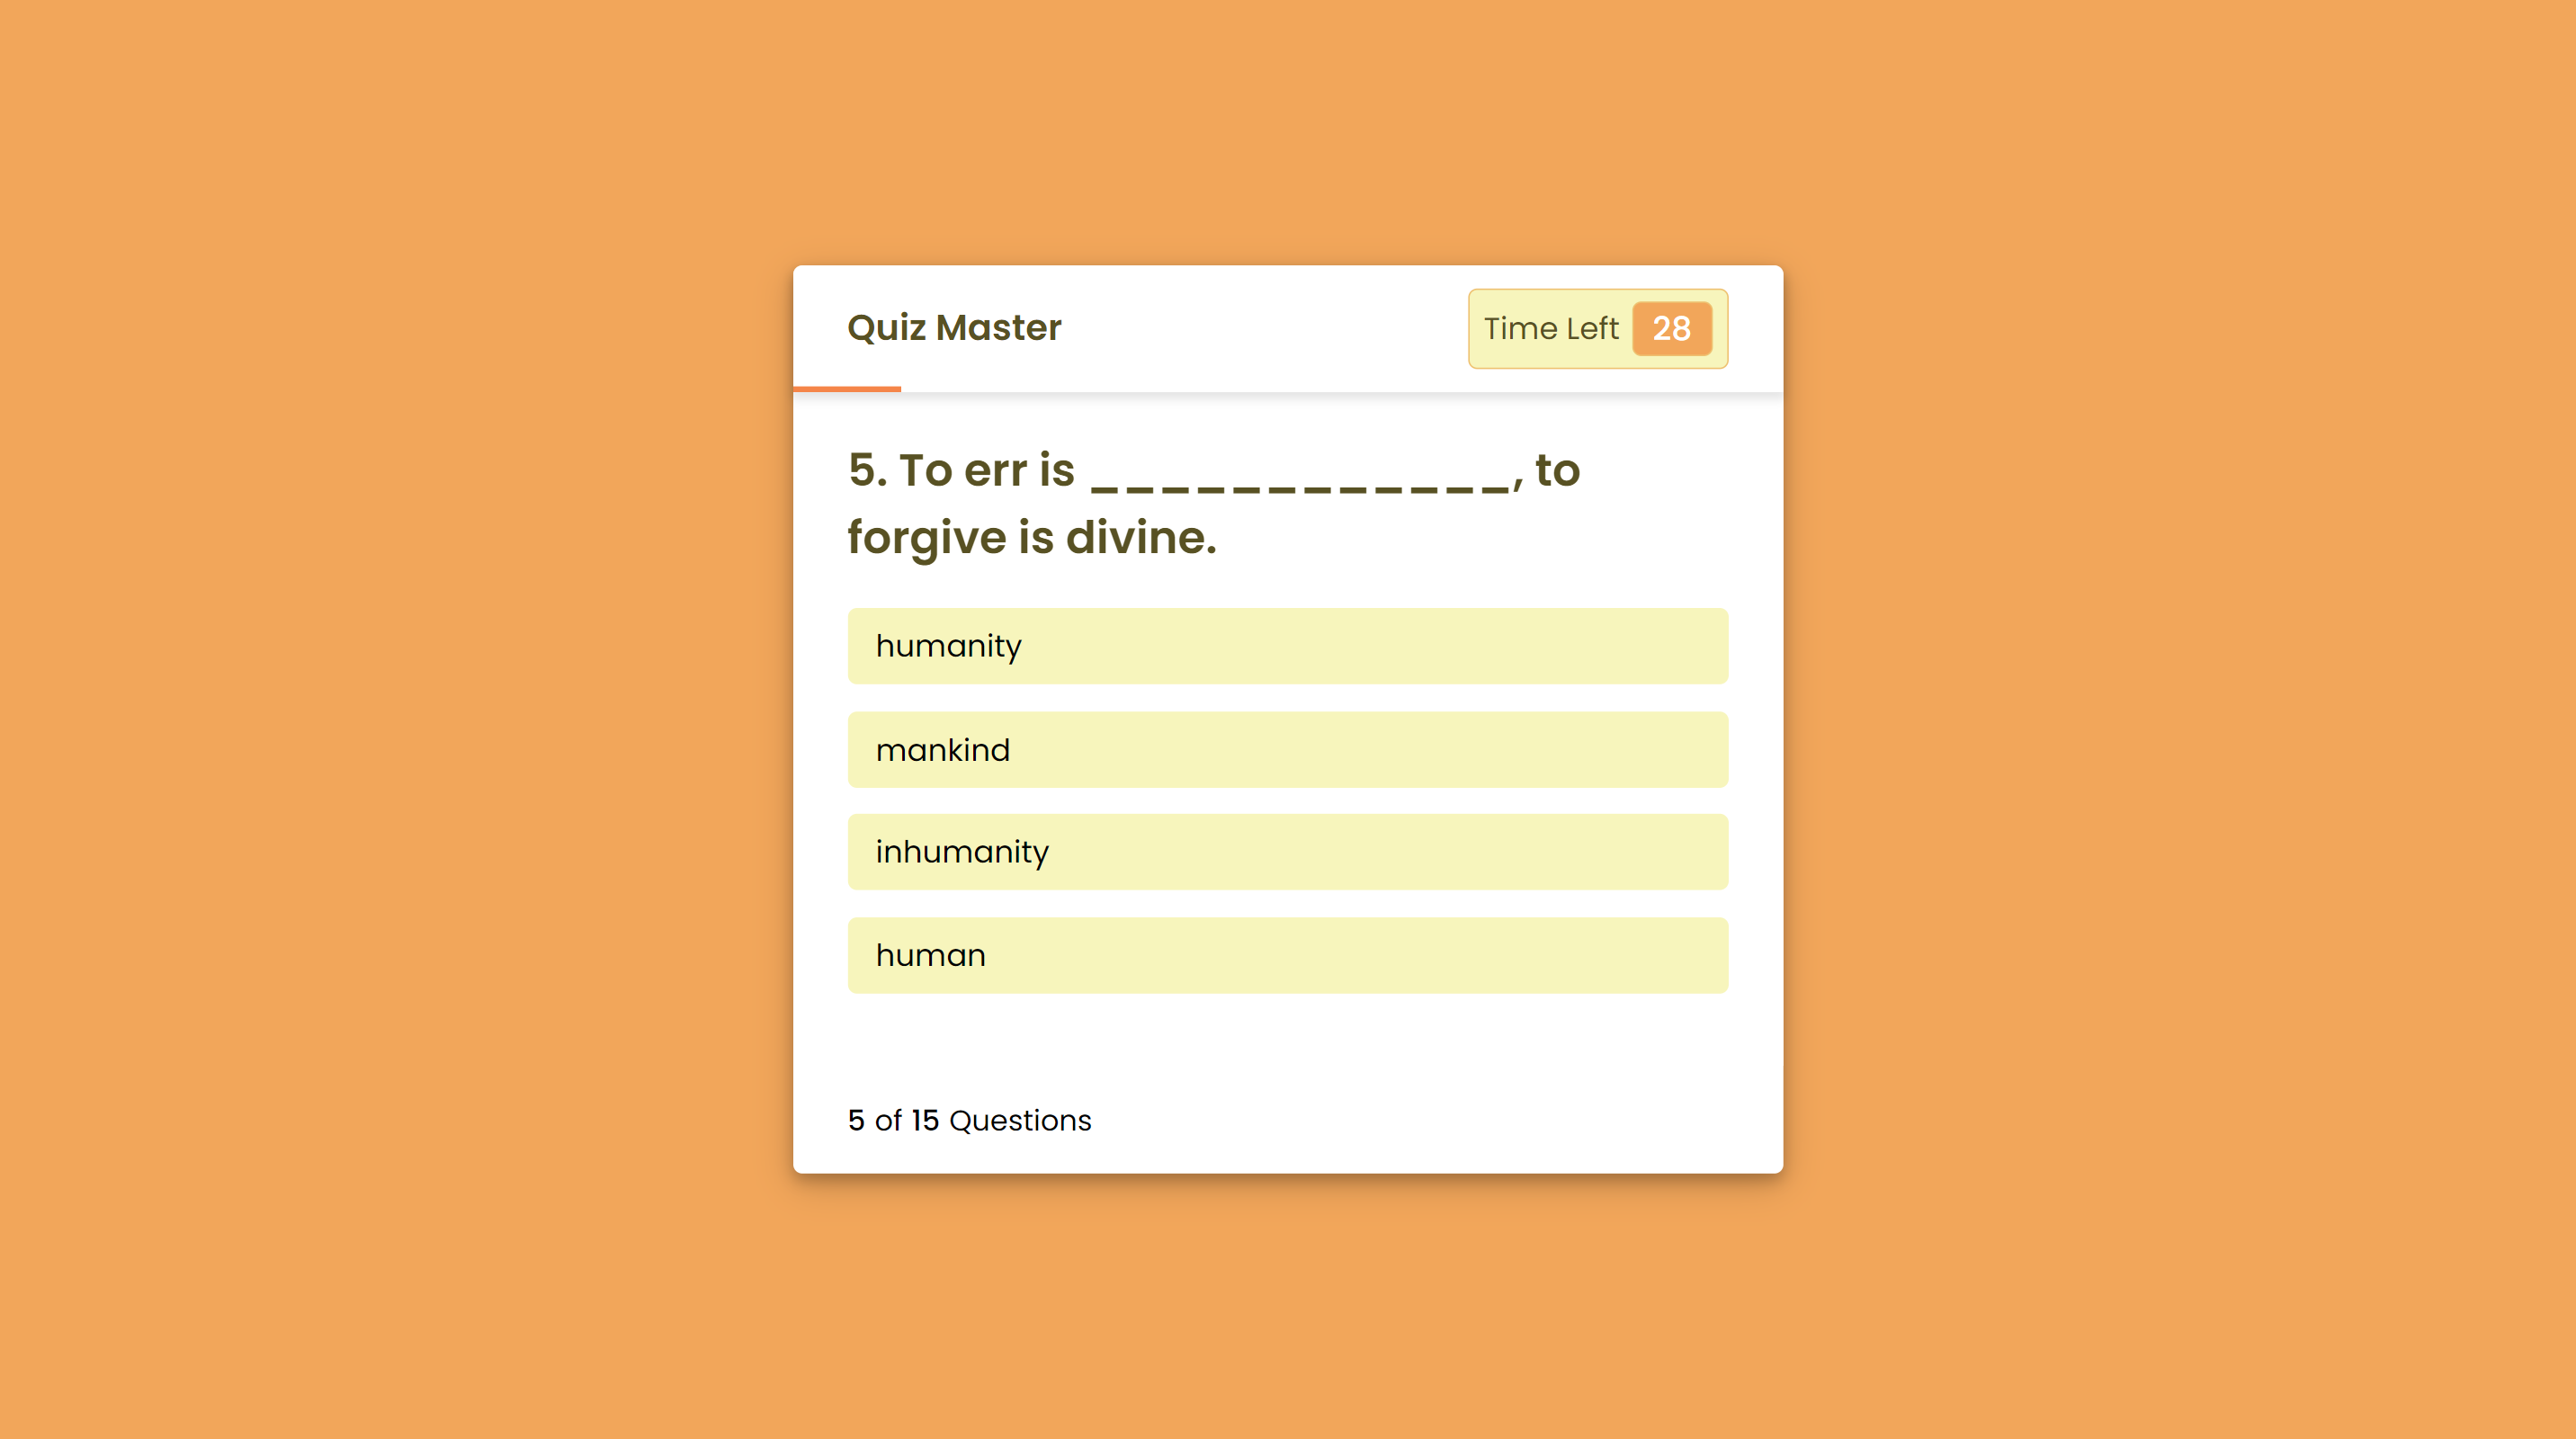 Quiz Master
Time Left 28
5. To err is ____________, to
forgive is divine.
humanity
mankind
inhumanity
human
5 of 15 Questions